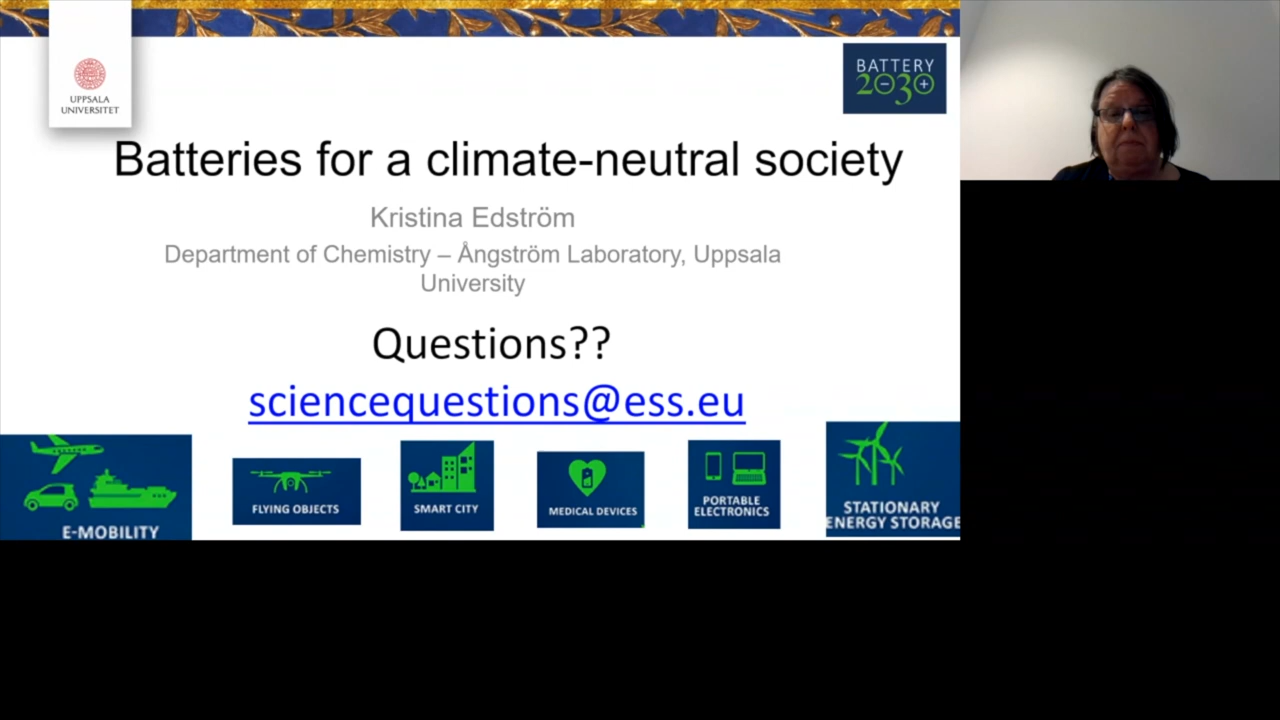 UPPSALA
UNIVERSITET
BATTERY
2030+
Batteries for a climate-neutral society
Kristina Edström
Department of Chemistry – Ångström Laboratory, Uppsala
University
Questions??
sciencequestions@ess.eu
E-MOBILITY
FLYING OBJECTS
SMART CITY
MEDICAL DEVICES
PORTABLE
ELECTRONICS
STATIONARY
ENERGY STORAGE